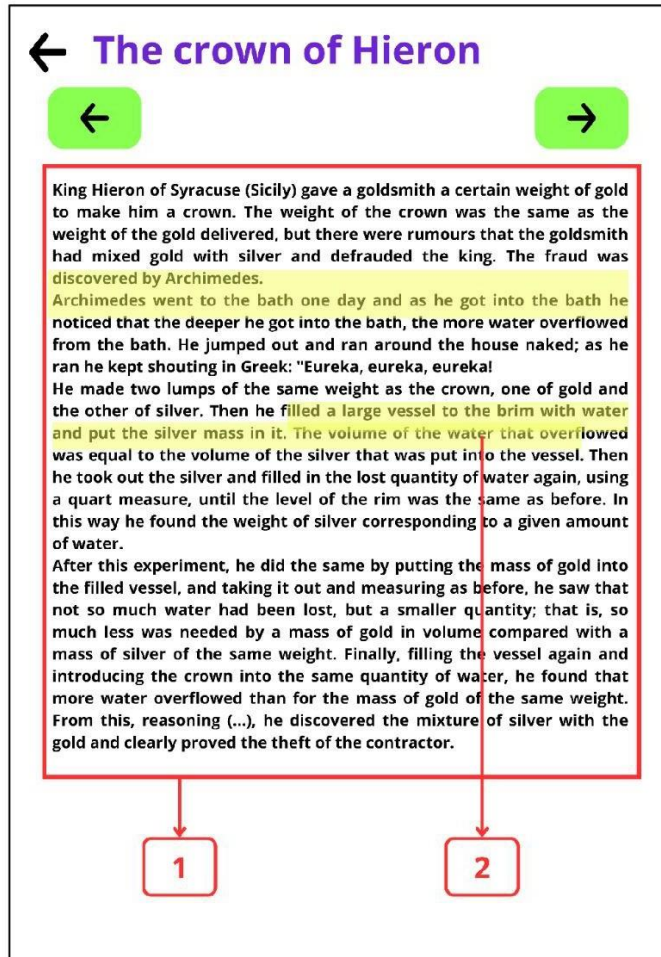 The crown of Hieron
King Hieron of Syracuse (Sicily) gave a goldsmith a certain weight of gold
to make him a crown. The weight of the crown was the same as the
weight of the gold delivered, but there were rumours that the goldsmith
had mixed gold with silver and defrauded the king. The fraud was
discovered by Archimedes.
Archimedes went to the bath one day and as he got into the bath he
noticed that the deeper he got into the bath, the more water overflowed
from the bath. He jumped out and ran around the house naked; as he
ran he kept shouting in Greek: "Eureka, eureka, eureka!
He made two lumps of the same weight as the crown, one of gold and
the other of silver. Then he filled a large vessel to the brim with water
and put the silver mass in it. The volume of the water that overflowed
was equal to the volume of the silver that was put into the vessel. Then
he took out the silver and filled in the lost quantity of water again, using
a quart measure, until the level of the rim was the same as before. In
this way he found the weight of silver corresponding to a given amount
of water.
After this experiment, he did the same by putting the mass of gold into
the filled vessel, and taking it out and measuring as before, he saw that
not so much water had been lost, but a smaller quantity; that is, so
much less was needed by a mass of gold in volume compared with a
mass of silver of the same weight. Finally, filling the vessel again and
introducing the crown into the same quantity of water, he found that
more water overflowed than for the mass of gold of the same weight.
From this, reasoning (...), he discovered the mixture of silver with the
gold and clearly proved the theft of the contractor.
1
2